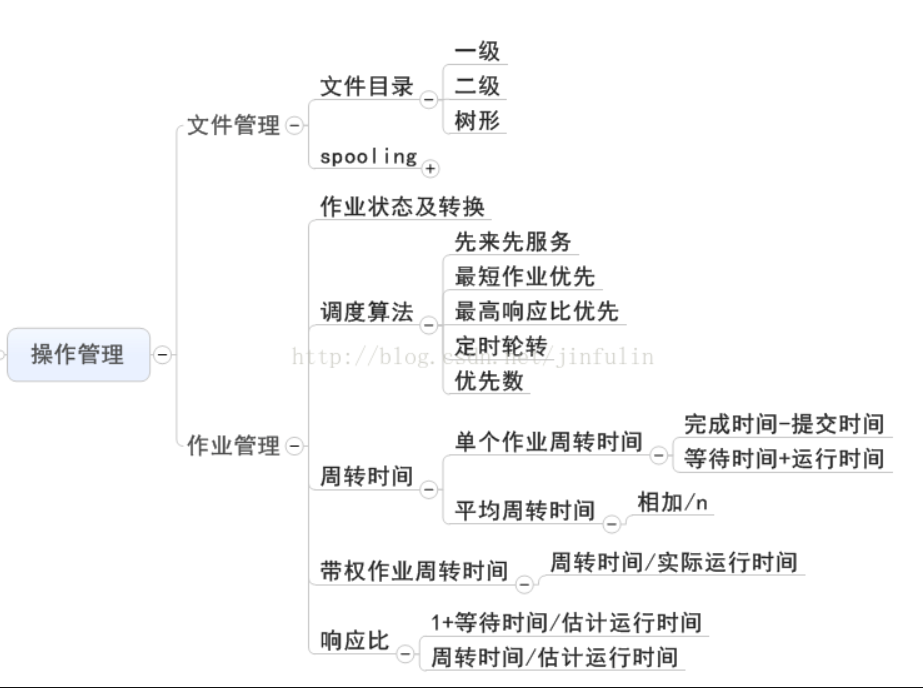 一级
文件目录
二级
树形
文件管理
spooling
作业状态及转换
先来先服务
最短作业优先
调度算法
最高响应比优先
定时轮转
操作管理
http://blog.csdn.net/jinfulin
优先数
作业管理
完成时间-提交时间
单个作业周转时间
等待时间+运行时间
周转时间
平均周转时间
相加/n
带权作业周转时间
周转时间/实际运行时间
响应比
1+等待时间/估计运行时间
周转时间/估计运行时间